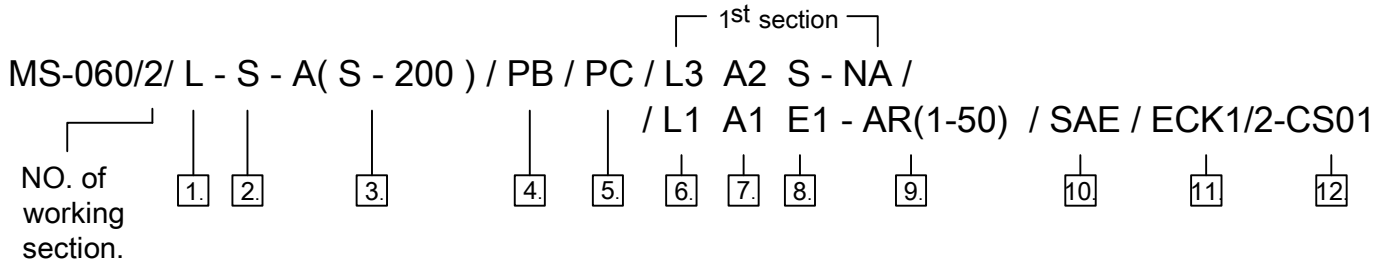 1st section
MS-060/2/ L - S - A( S - 200 ) / PB / PC / L3 A2 S - NA /
/ L1 A1 E1 - AR(1-50) / SAE / ECK1/2-CS01
NO. of
working
section.
1. 2. 3. 4. 5. 6. 7. 8. 9. 10. 11. 12.